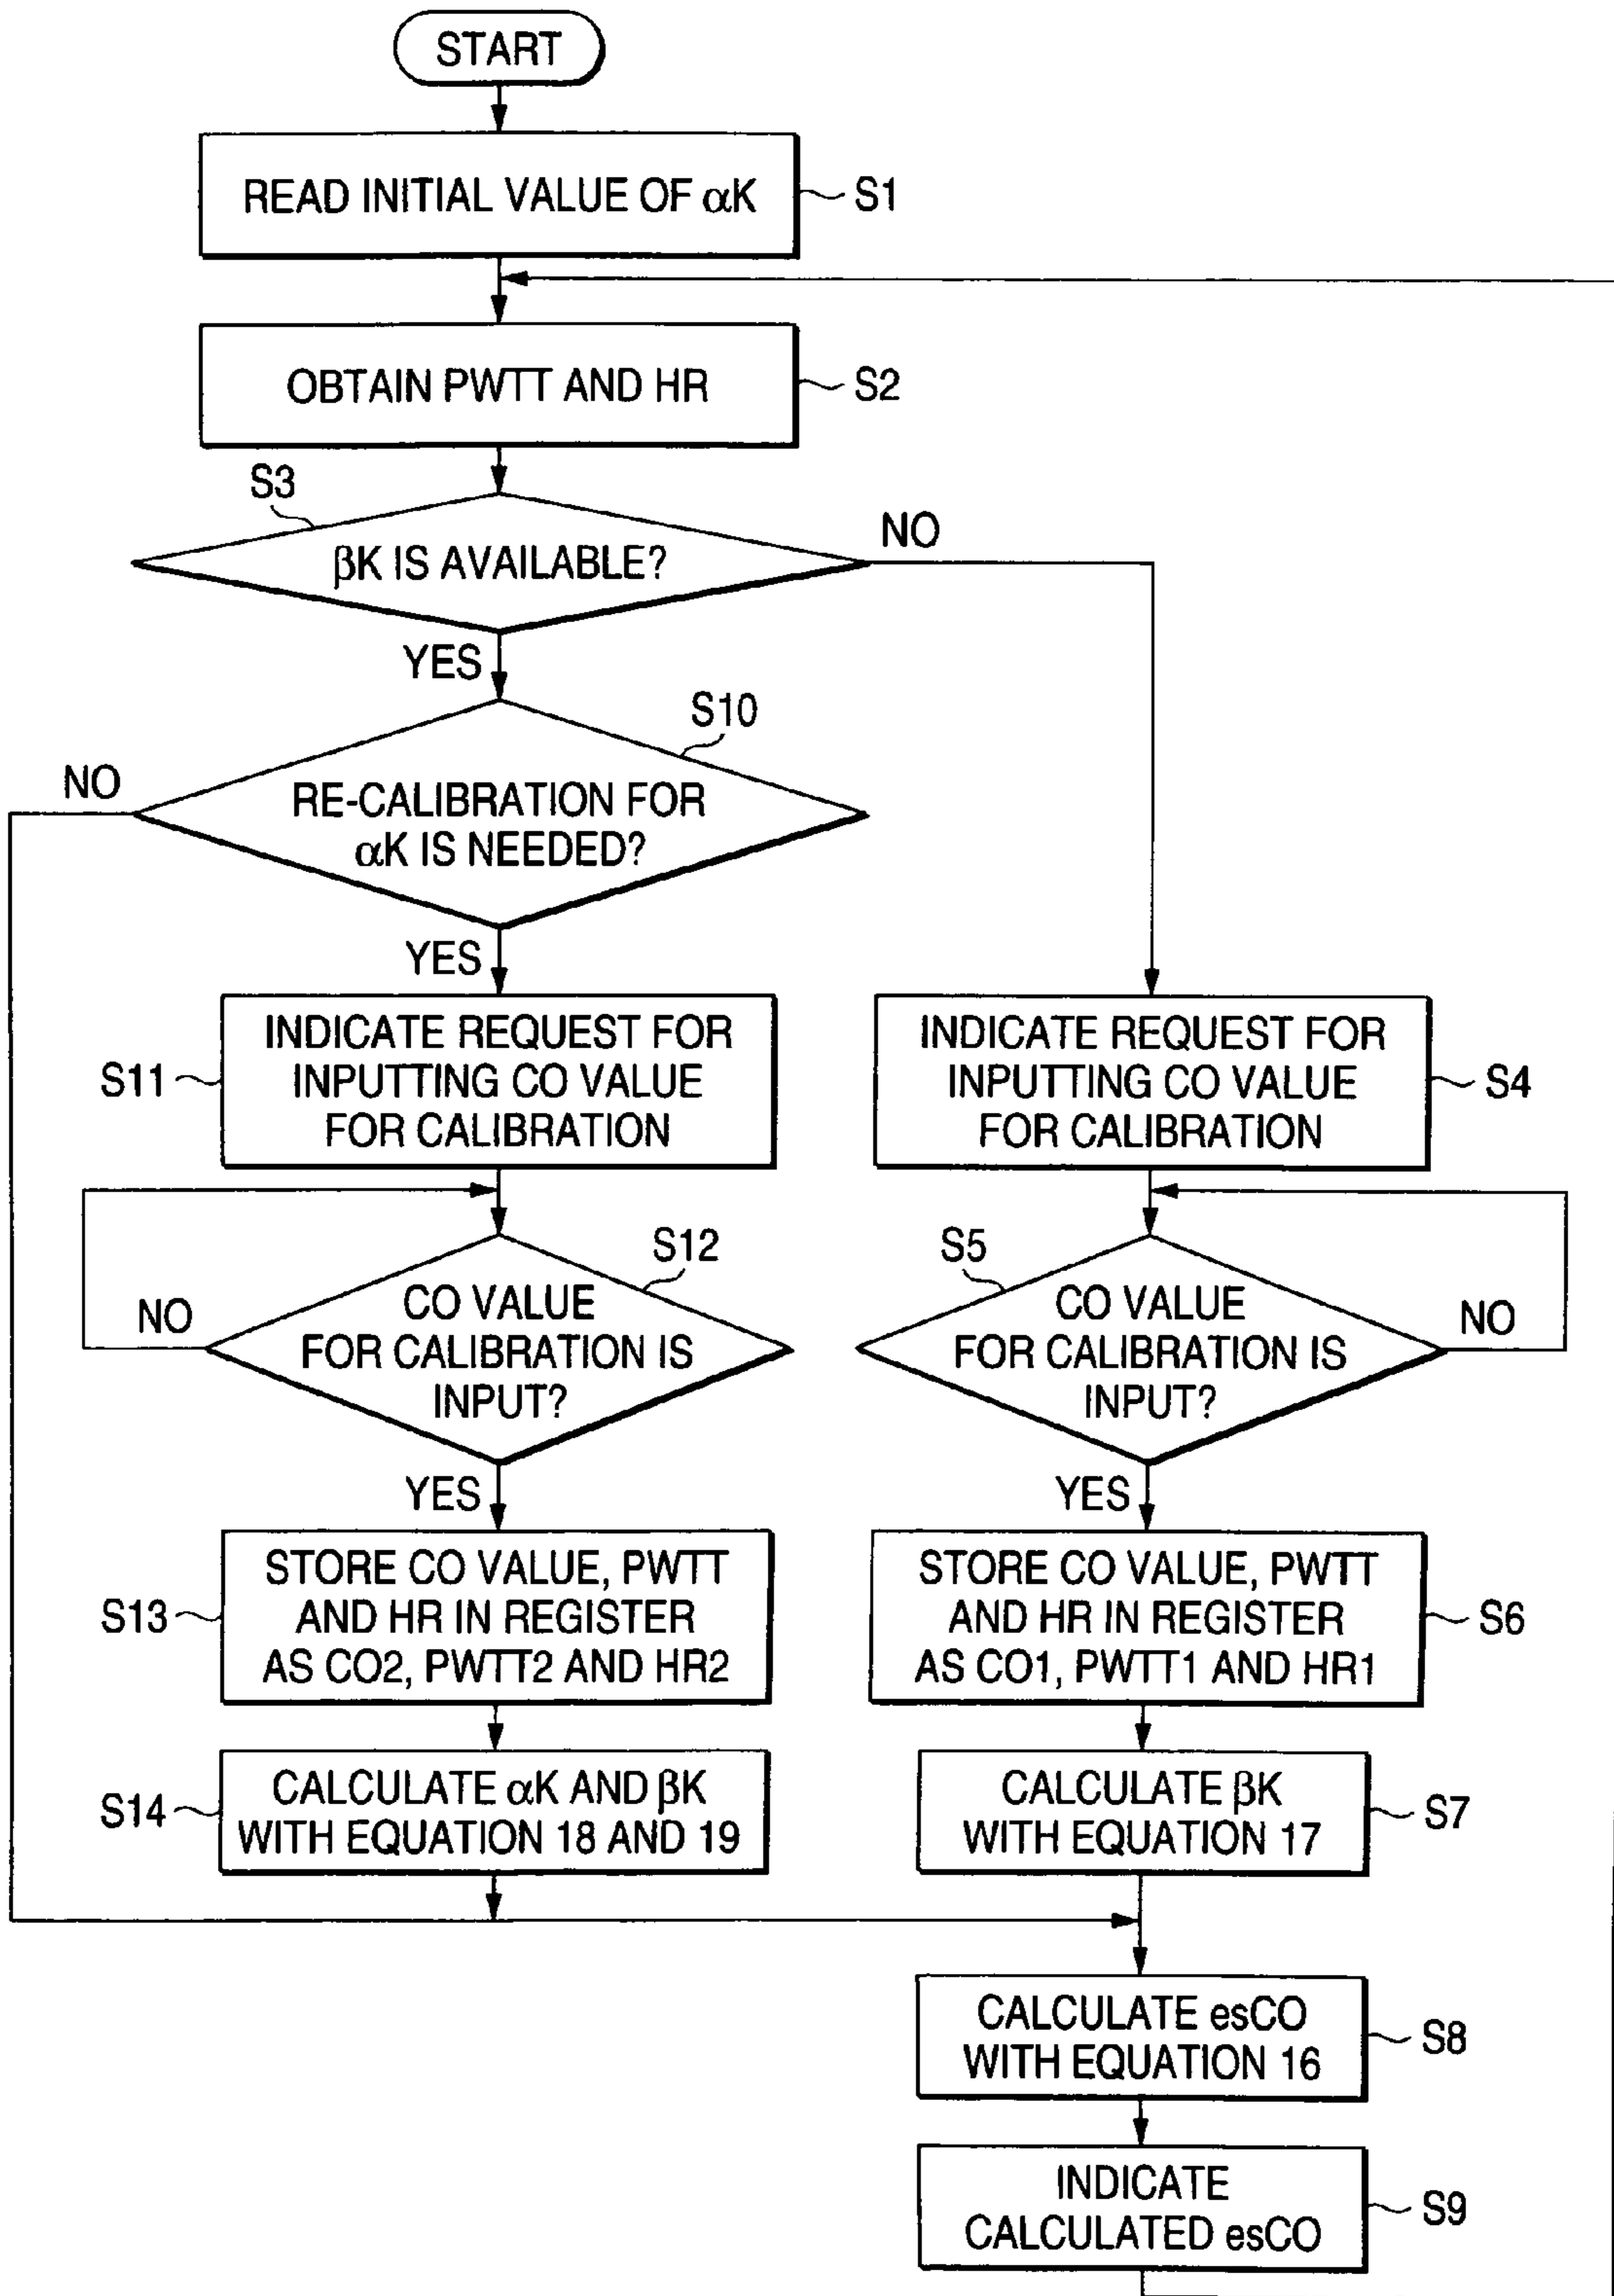 START
READ INITIAL VALUE OF αK
S1
OBTAIN PWTT AND HR
S2
S3
βK IS AVAILABLE?
NO
YES
S10
NO
RE-CALIBRATION FOR
αK IS NEEDED?
YES
S11
INDICATE REQUEST FOR
INPUTTING CO VALUE
FOR CALIBRATION
INDICATE REQUEST FOR
INPUTTING CO VALUE
FOR CALIBRATION
S4
S12
NO
CO VALUE
FOR CALIBRATION IS
INPUT?
YES
S5
CO VALUE
FOR CALIBRATION IS
INPUT?
NO
YES
S13
STORE CO VALUE, PWTT
AND HR IN REGISTER
AS CO2, PWTT2 AND HR2
STORE CO VALUE, PWTT
AND HR IN REGISTER
AS CO1, PWTT1 AND HR1
S6
S14
CALCULATE αK AND βK
WITH EQUATION 18 AND 19
CALCULATE βK
WITH EQUATION 17
S7
CALCULATE esCO
WITH EQUATION 16
S8
INDICATE
CALCULATED esCO
S9